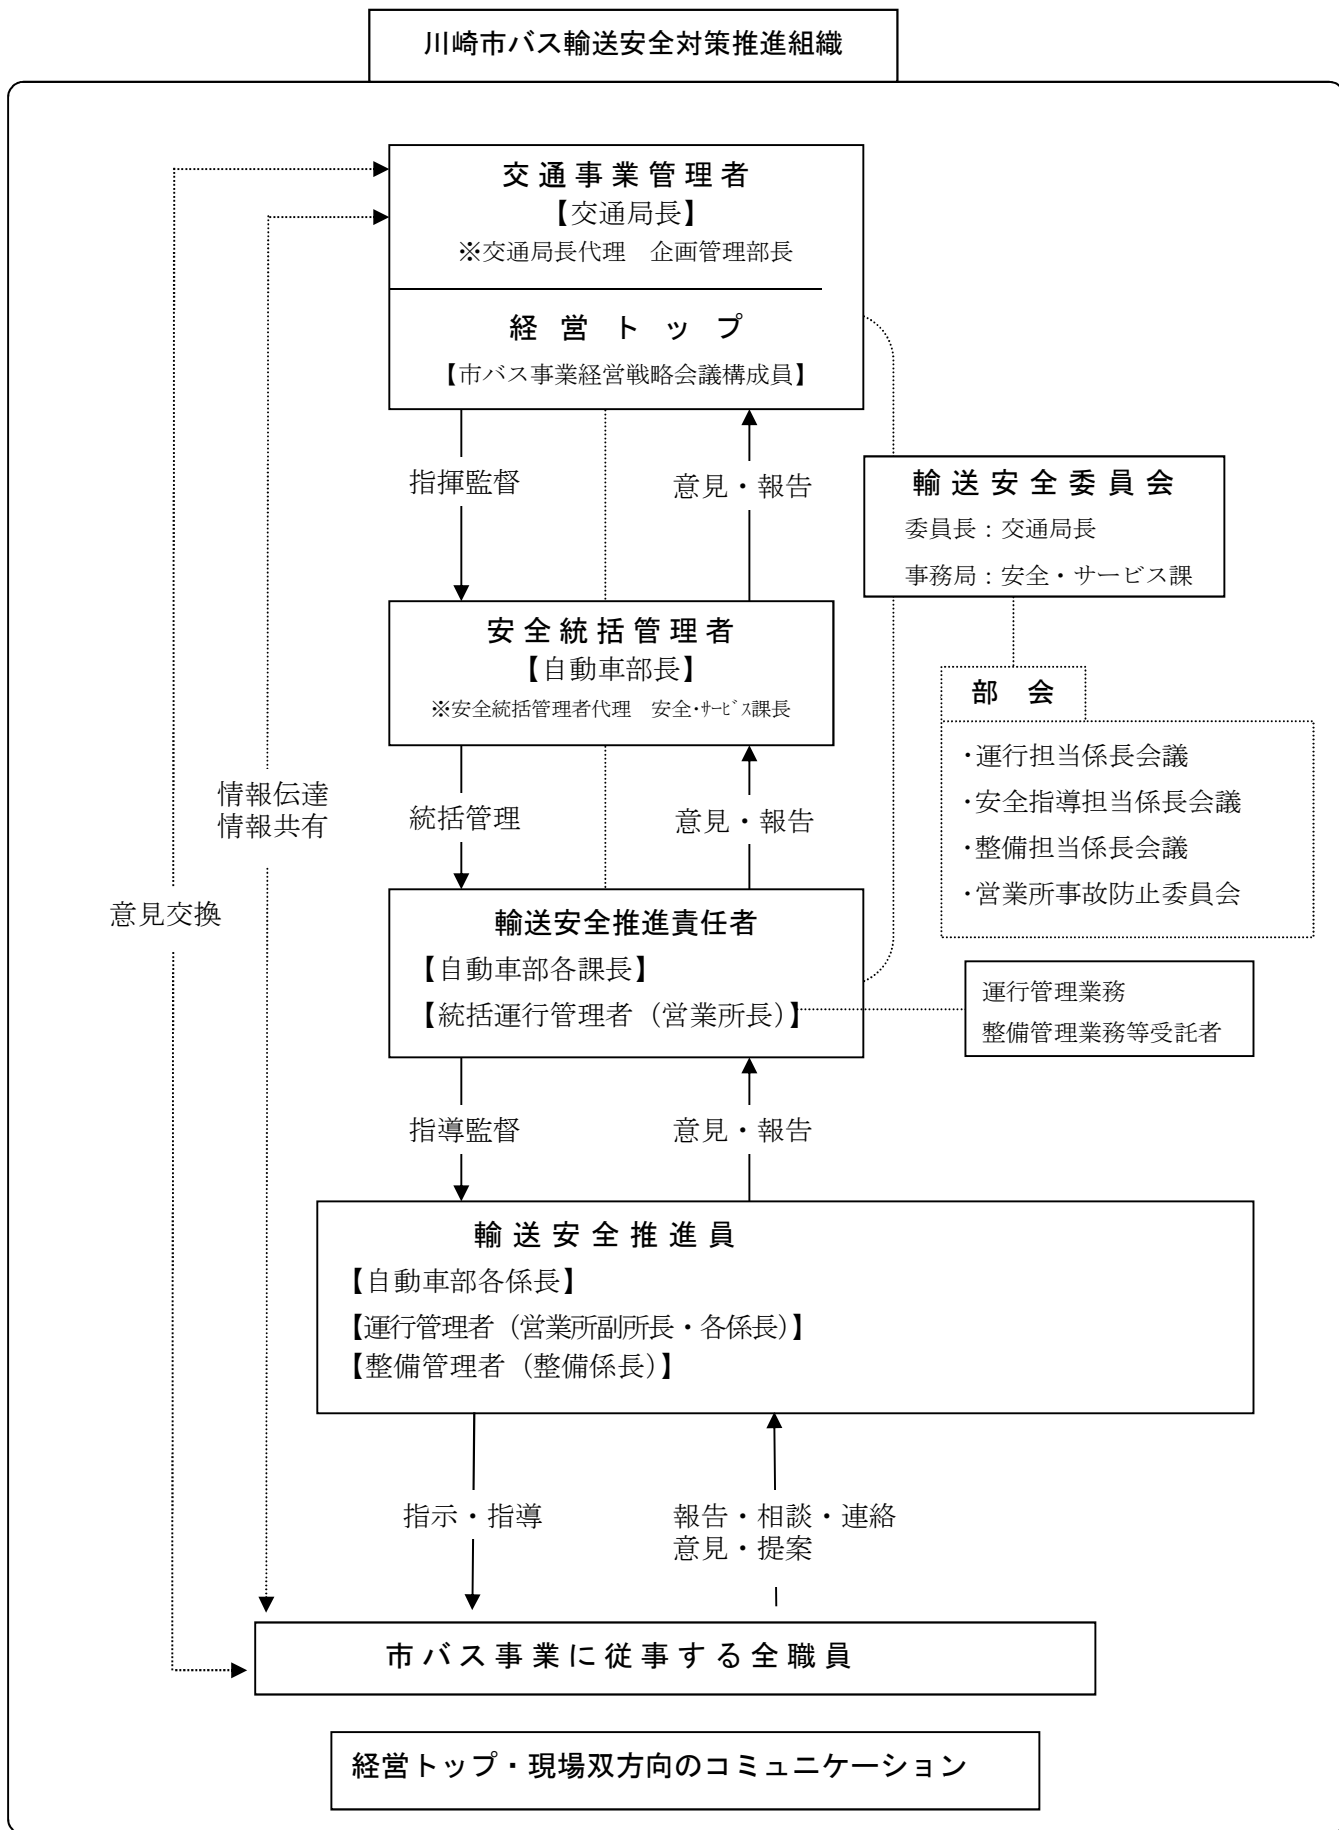 川崎市バス輸送安全対策推進組織
交通事業管理者
【交通局長】
※交通局長代理　企画管理部長
経営トップ
【市バス事業経営戦略会議構成員】
指揮監督
意見・報告
輸送安全委員会
委員長：交通局長
事務局：安全・サービス課
安全統括管理者
【自動車部長】
※安全統括管理者代理　安全・ｻｰﾋﾞｽ課長
部　会
・運行担当係長会議
・安全指導担当係長会議
・整備担当係長会議
・営業所事故防止委員会
情報伝達
情報共有
統括管理
意見・報告
意見交換
輸送安全推進責任者
【自動車部各課長】
【統括運行管理者（営業所長）】
運行管理業務
整備管理業務等受託者
指導監督
意見・報告
輸送安全推進員
【自動車部各係長】
【運行管理者（営業所副所長・各係長）】
【整備管理者（整備係長）】
指示・指導
報告・相談・連絡
意見・提案
市バス事業に従事する全職員
経営トップ・現場双方向のコミュニケーション